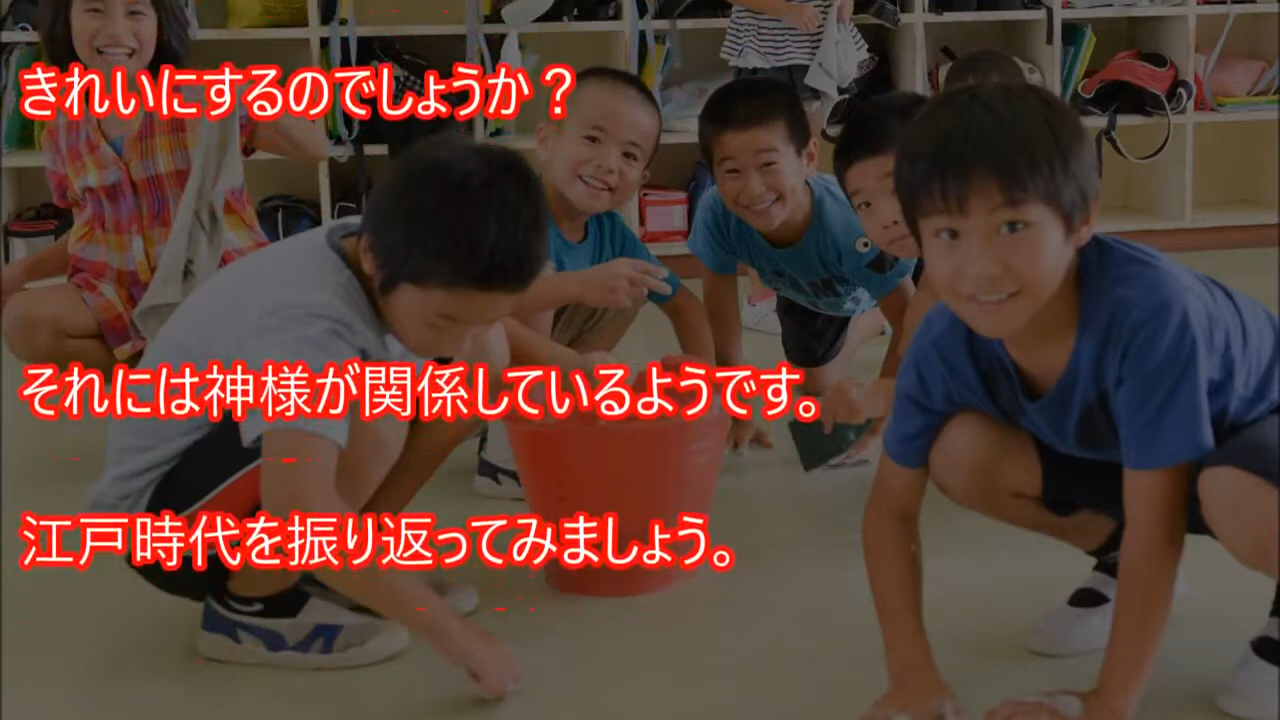 きれいにするのでしょうか？
それには神様が関係しているようです。
江戸時代を振り返ってみましょう。